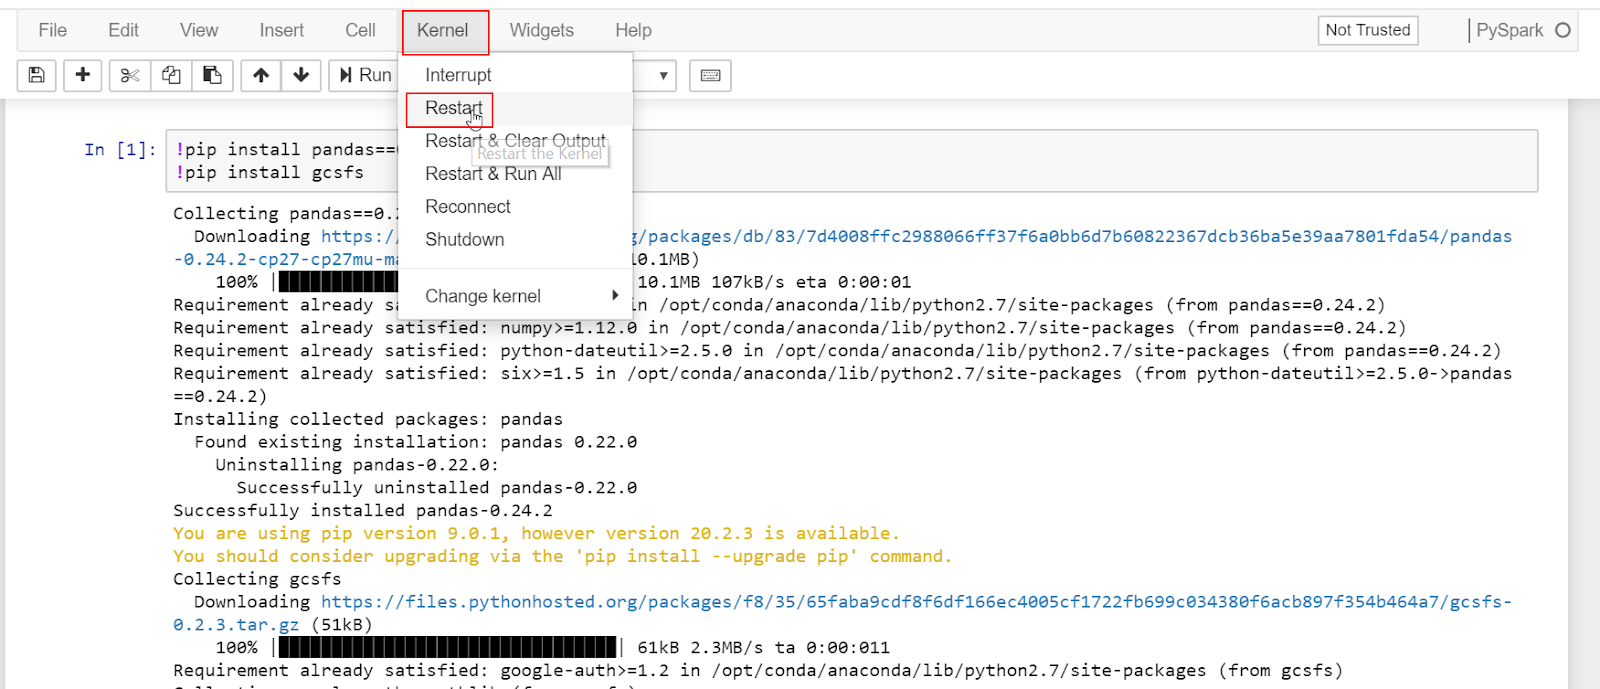 File Edit View Insert Cell Kernel Widgets Help Not Trusted PySpark
Run
Interrupt
Restart
Restart & Clear Output
Restart the Kernel
Restart & Run All
Reconnect
Shutdown
Change kernel
In [1]: !pip install pandas==
!pip install gcsfs
Collecting pandas==0.
Downloading https:/ g/packages/db/83/7d4008ffc2988066ff37f6a0bb6d7b60822367dcb36ba5e39aa7801fda54/pandas
-0.24.2-cp27-cp27mu-m 10.1MB)
100% | 10.1MB 107kB/s eta 0:00:01
Requirement already sa in /opt/conda/anaconda/lib/python2.7/site-packages (from pandas==0.24.2)
Requirement already satisfied: numpy>=1.12.0 in /opt/conda/anaconda/lib/python2.7/site-packages (from pandas==0.24.2)
Requirement already satisfied: python-dateutil>=2.5.0 in /opt/conda/anaconda/lib/python2.7/site-packages (from pandas==0.24.2)
Requirement already satisfied: six>=1.5 in /opt/conda/anaconda/lib/python2.7/site-packages (from python-dateutil>=2.5.0->pandas
==0.24.2)
Installing collected packages: pandas
Found existing installation: pandas 0.22.0
Uninstalling pandas-0.22.0:
Successfully uninstalled pandas-0.22.0
Successfully installed pandas-0.24.2
You are using pip version 9.0.1, however version 20.2.3 is available.
You should consider upgrading via the 'pip install --upgrade pip' command.
Collecting gcsfs
Downloading https://files.pythonhosted.org/packages/f8/35/65faba9cdf8f6df166ec4005cf1722fb699c034380f6acb897f354b464a7/gcsfs-
0.2.3.tar.gz (51kB)
100% | | 61kB 2.3MB/s ta 0:00:011
Requirement already satisfied: google-auth>=1.2 in /opt/conda/anaconda/lib/python2.7/site-packages (from gcsfs)